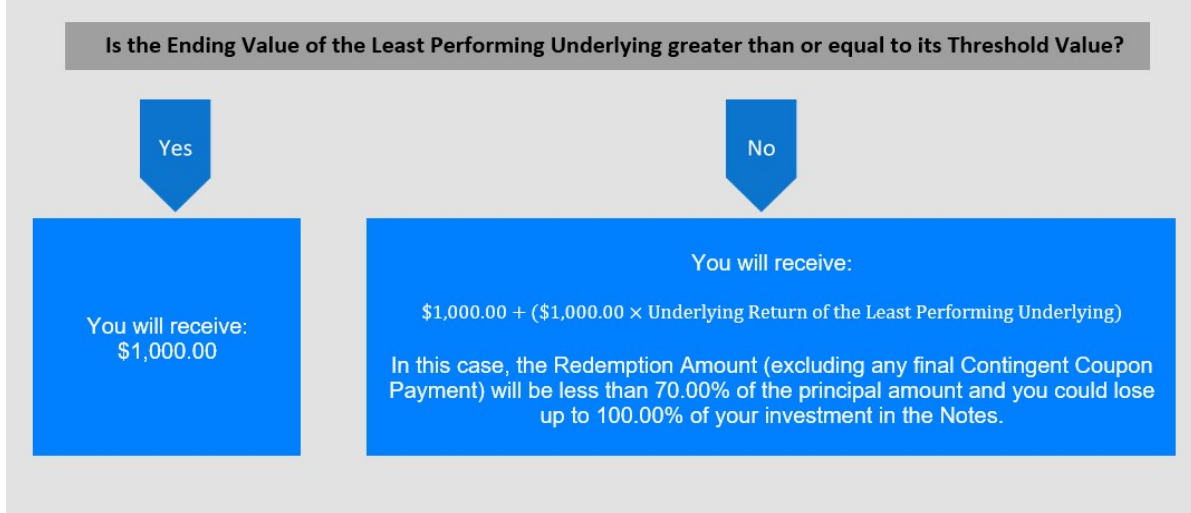 Is the Ending Value of the Least Performing Underlying greater than or equal to its Threshold Value?
Yes
No
You will receive:
$1,000.00
You will receive:
$1,000.00 + ($1,000.00 × Underlying Return of the Least Performing Underlying)
In this case, the Redemption Amount (excluding any final Contingent Coupon
Payment) will be less than 70.00% of the principal amount and you could lose
up to 100.00% of your investment in the Notes.